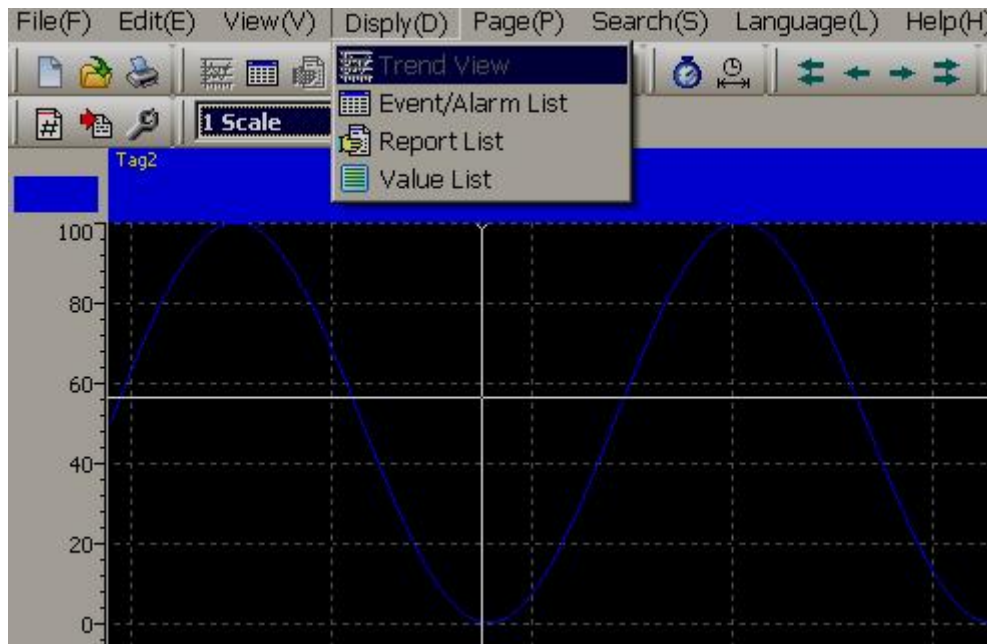 File(F) Edit(E) View(V) Disply(D) Page(P) Search(S) Language(L) Help(H
Trend View
Event/Alarm List
Report List
Value List
1 Scale
Tag2
100
80
60
40
20
0